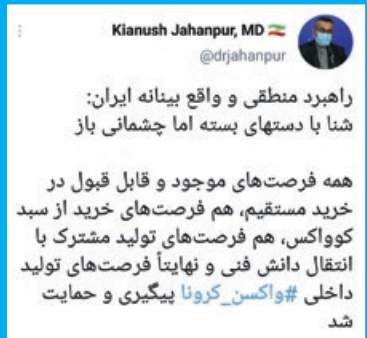 Kianush Jahanpur, MD 🇮🇷
@drjahanpur
راهبرد منطقی و واقع بینانه ایران:
شنا با دستهای بسته اما چشمانی باز
همه فرصت‌های موجود و قابل قبول در
خرید مستقیم، هم فرصت‌های خرید از سبد
کوواکس، هم فرصت‌های تولید مشترک با
انتقال دانش فنی و نهایتاً فرصت‌های تولید
داخلی #واکسن_کرونا پیگیری و حمایت
شد